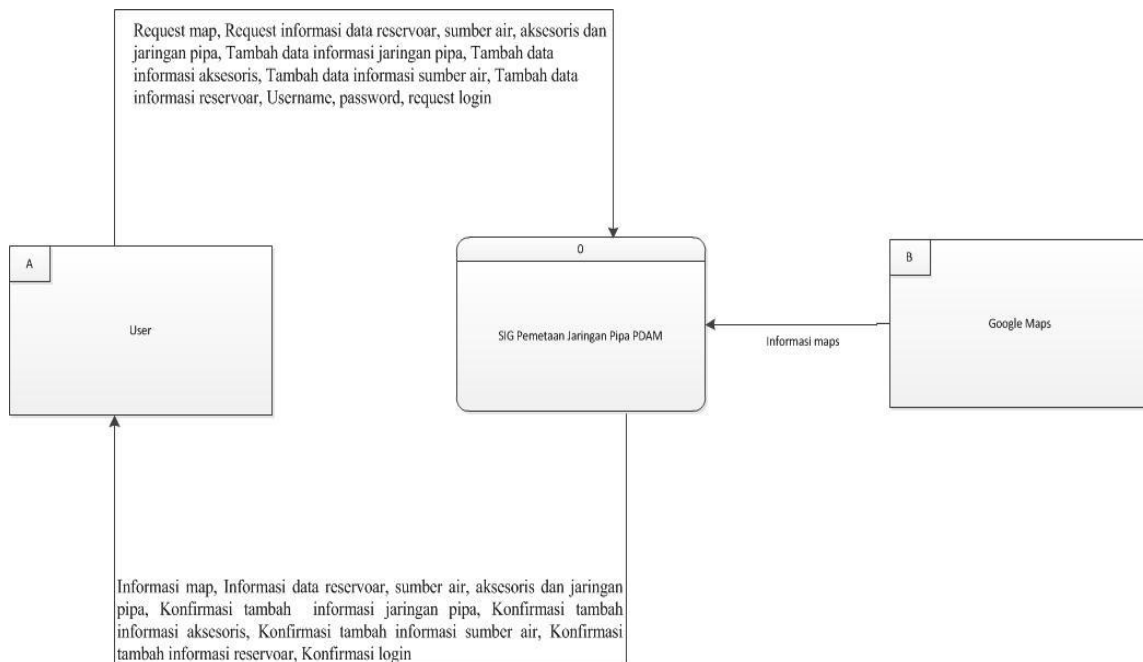 Request map, Request informasi data reservoar, sumber air, aksesoris dan
jaringan pipa, Tambah data informasi jaringan pipa, Tambah data
informasi aksesoris, Tambah data informasi sumber air, Tambah data
informasi reservoar, Username, password, request login
A
User
0
SIG Pemetaan Jaringan Pipa PDAM
Informasi maps
B
Google Maps
Informasi map, Informasi data reservoar, sumber air, aksesoris dan jaringan
pipa, Konfirmasi tambah informasi jaringan pipa, Konfirmasi tambah
informasi aksesoris, Konfirmasi tambah informasi sumber air, Konfirmasi
tambah informasi reservoar, Konfirmasi login